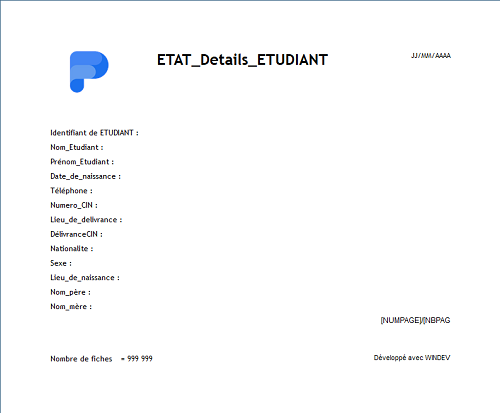 ETAT_Details_ETUDIANT
JJ/MM/AAAA
Identifiant de ETUDIANT :
Nom_Etudiant :
Prénom_Etudiant :
Date_de_naissance :
Téléphone :
Numero_CIN :
Lieu_de_delivrance :
DélivranceCIN :
Nationalite :
Sexe :
Lieu_de_naissance :
Nom_père :
Nom_mère :
[NUMPAGE]/[NBPAG
Nombre de fiches = 999 999
Développé avec WINDEV